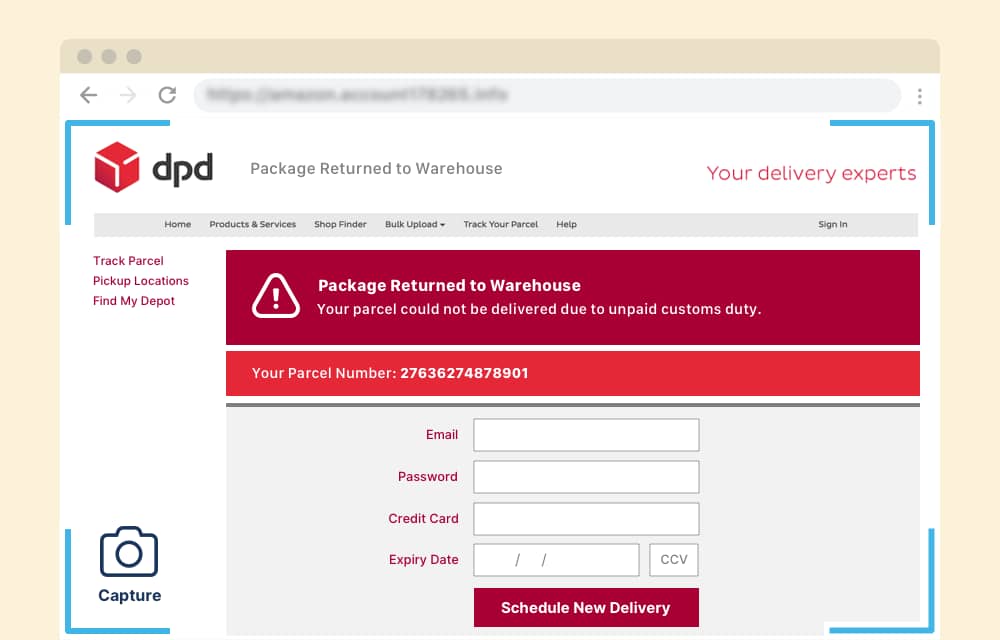 dpd
Package Returned to Warehouse
Your delivery experts
Home Products & Services Shop Finder Bulk Upload Track Your Parcel Help Sign In
Track Parcel
Pickup Locations
Find My Depot
Package Returned to Warehouse
Your parcel could not be delivered due to unpaid customs duty.
Your Parcel Number: 27636274878901
Email
Password
Credit Card
Expiry Date / / CCV
Schedule New Delivery
Capture